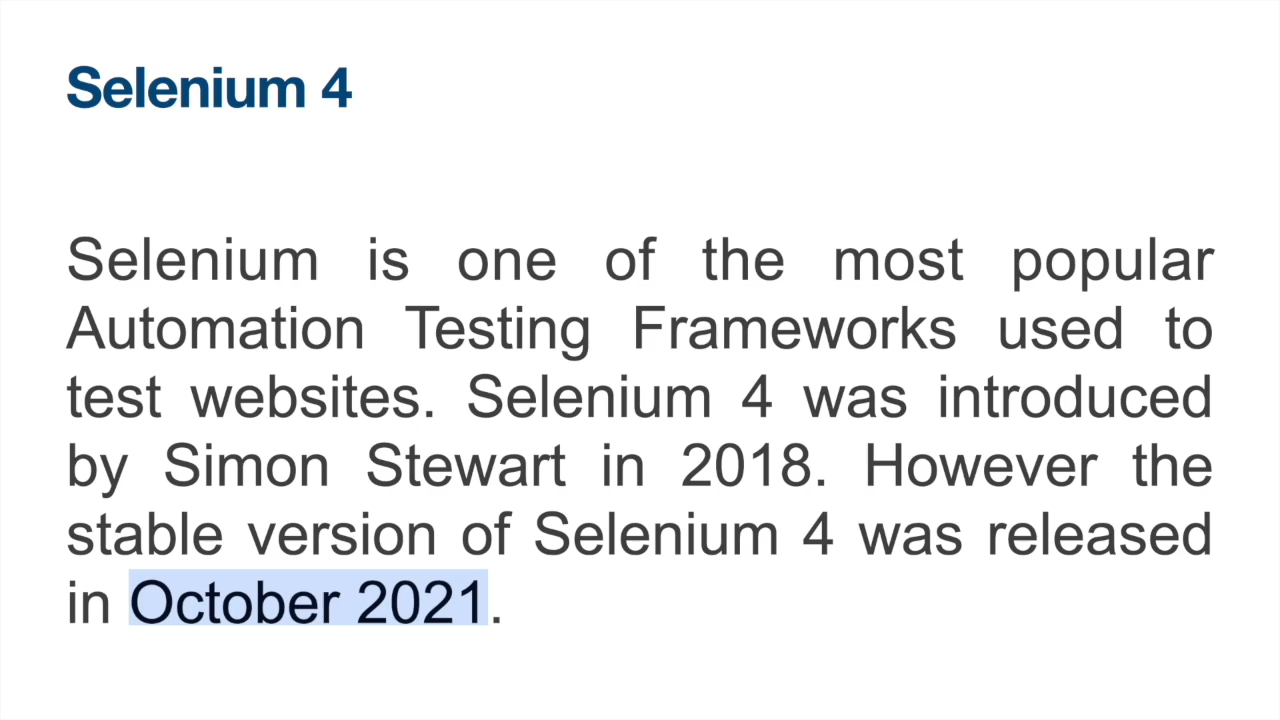 Selenium 4
Selenium is one of the most popular
Automation Testing Frameworks used to
test websites. Selenium 4 was introduced
by Simon Stewart in 2018. However the
stable version of Selenium 4 was released
in October 2021.